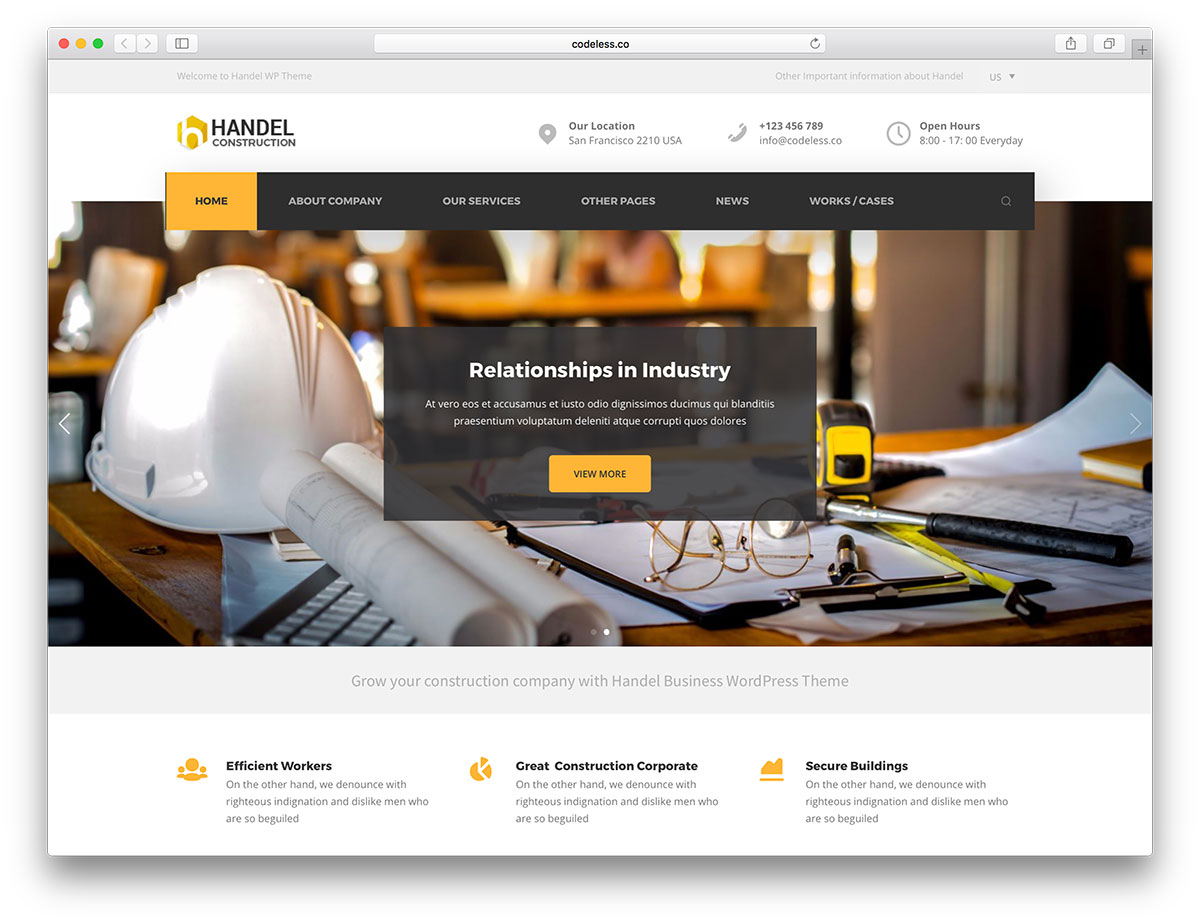 codeless.co
Welcome to Handel WP Theme
Other Important information about Handel
US
HANDEL
CONSTRUCTION
Our Location
San Francisco 2210 USA
+123 456 789
info@codeless.co
Open Hours
8:00 - 17: 00 Everyday
HOME
ABOUT COMPANY
OUR SERVICES
OTHER PAGES
NEWS
WORKS / CASES
Relationships in Industry
At vero eos et accusamus et iusto odio dignissimos ducimus qui blanditiis
praesentium voluptatum deleniti atque corrupti quos dolores
VIEW MORE
Grow your construction company with Handel Business WordPress Theme
Efficient Workers
On the other hand, we denounce with
righteous indignation and dislike men who
are so beguiled
Great  Construction Corporate
On the other hand, we denounce with
righteous indignation and dislike men who
are so beguiled
Secure Buildings
On the other hand, we denounce with
righteous indignation and dislike men who
are so beguiled